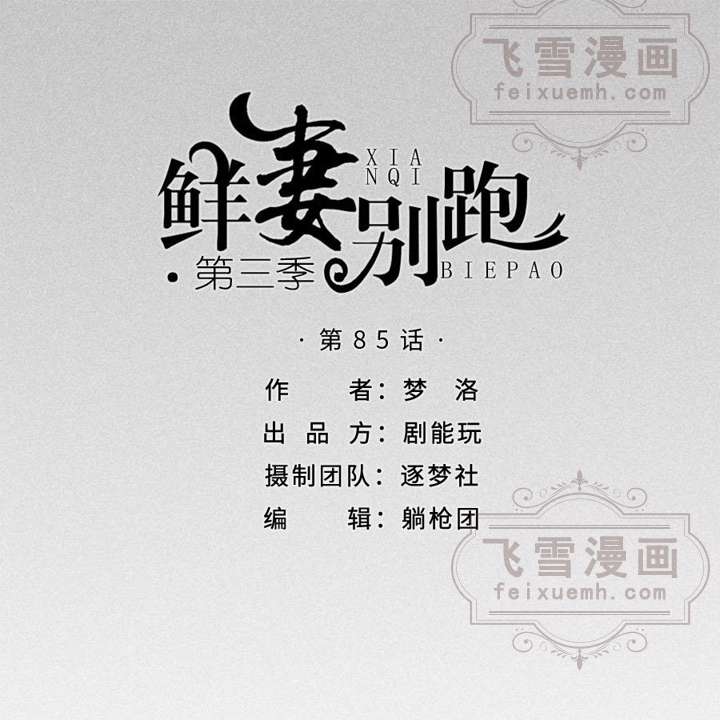 飞雪漫画
feixuemh.com
鲜妻别跑
XIA
NQI
BIEPAO
·第三季
·第85话·
作 者：梦 洛
出 品 方：剧能玩
摄制团队：逐梦社
编 辑：躺枪团
飞雪漫画
feixuemh.com